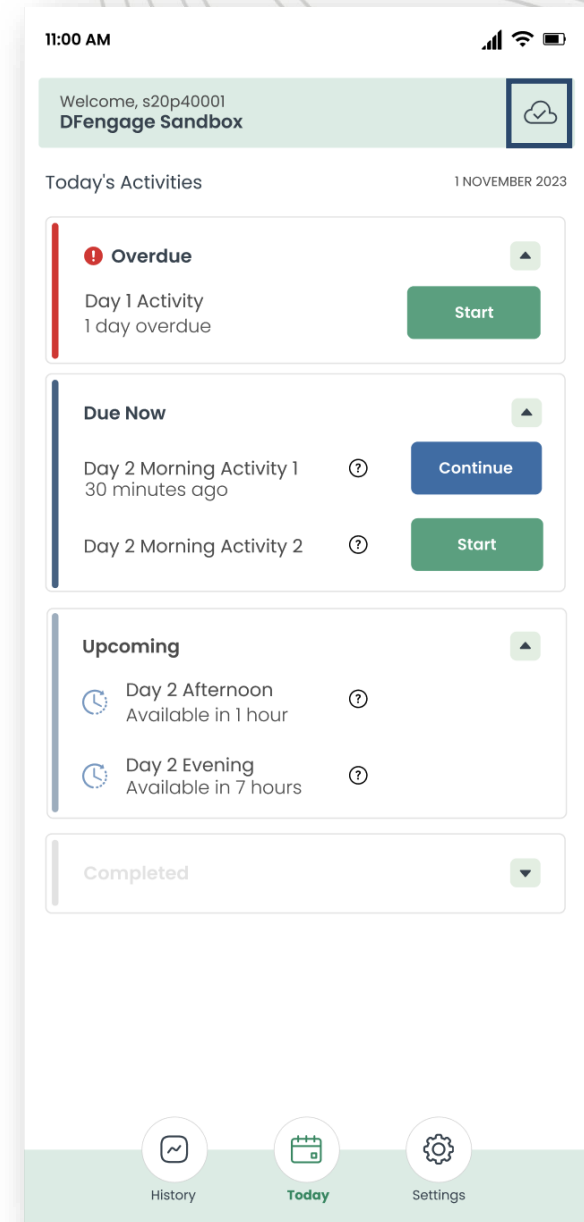 11:00 AM
Welcome, s20p40001
DFengage Sandbox
Today's Activities
1 NOVEMBER 2023
Overdue
Day 1 Activity
1 day overdue
Start
Due Now
Day 2 Morning Activity 1
30 minutes ago
Continue
Day 2 Morning Activity 2
Start
Upcoming
Day 2 Afternoon
Available in 1 hour
Day 2 Evening
Available in 7 hours
Completed
History
Today
Settings